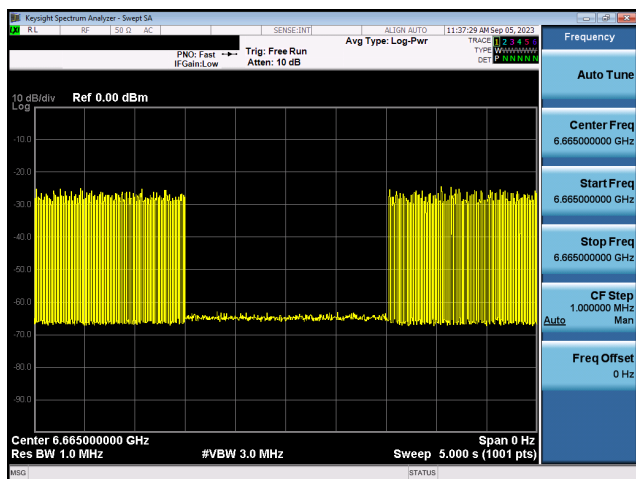 Keysight Spectrum Analyzer - Swept SA
RL RF 50 Ω AC SENSE:INT ALIGN AUTO 11:37:29 AM Sep 05, 2023
Avg Type: Log-Pwr TRACE 1 2 3 4 5 6
PNO: Fast Trig: Free Run TYPE
IFGain:Low Atten: 10 dB DET P N N N N N
10 dB/div Ref 0.00 dBm
Log
-10.0
-20.0
-30.0
-40.0
-50.0
-60.0
-70.0
-80.0
-90.0
Center 6.665000000 GHz Span 0 Hz
Res BW 1.0 MHz #VBW 3.0 MHz Sweep 5.000 s (1001 pts)
MSG STATUS
Frequency
Auto Tune
Center Freq
6.665000000 GHz
Start Freq
6.665000000 GHz
Stop Freq
6.665000000 GHz
CF Step
1.000000 MHz
Auto Man
Freq Offset
0 Hz